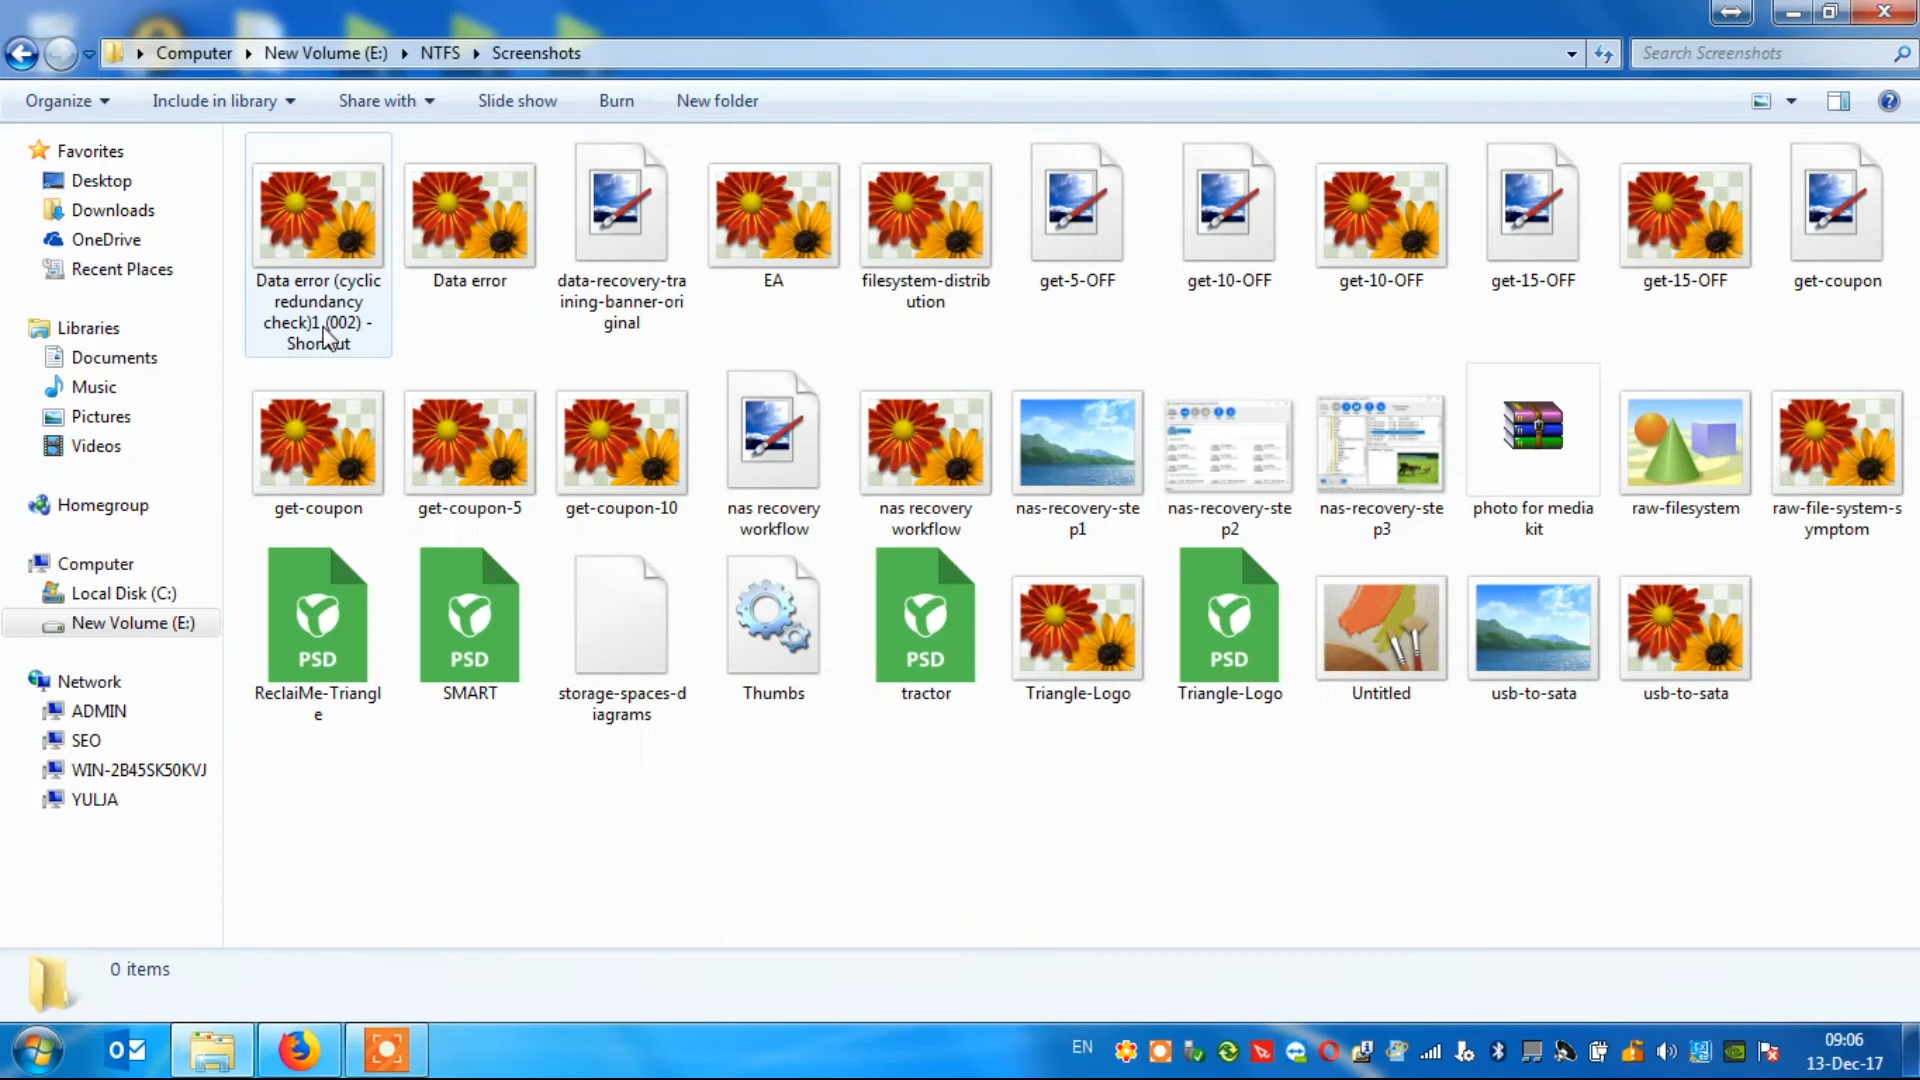 Computer New Volume (E:) NTFS Screenshots
Search Screenshots
Organize Include in library Share with Slide show Burn New folder
Favorites
Desktop
Downloads
OneDrive
Recent Places
Libraries
Documents
Music
Pictures
Videos
Homegroup
Computer
Local Disk (C:)
New Volume (E:)
Network
ADMIN
SEO
WIN-2B45SK50KVJ
YULJA
Data error (cyclic
redundancy
check)1 (002) -
Shortcut
Data error
data-recovery-tra
ining-banner-ori
ginal
EA
filesystem-distrib
ution
get-5-OFF
get-10-OFF
get-10-OFF
get-15-OFF
get-15-OFF
get-coupon
get-coupon
get-coupon-5
get-coupon-10
nas recovery
workflow
nas recovery
workflow
nas-recovery-ste
p1
nas-recovery-ste
p2
nas-recovery-ste
p3
photo for media
kit
raw-filesystem
raw-file-system-s
ymptom
PSD
ReclaiMe-Triangl
e
PSD
SMART
storage-spaces-d
iagrams
Thumbs
PSD
tractor
Triangle-Logo
PSD
Triangle-Logo
Untitled
usb-to-sata
usb-to-sata
0 items
EN
09:06
13-Dec-17